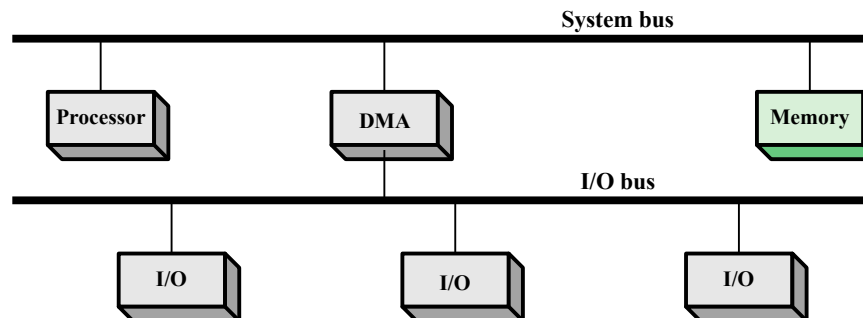 System bus
Processor
DMA
Memory
I/O bus
I/O
I/O
I/O